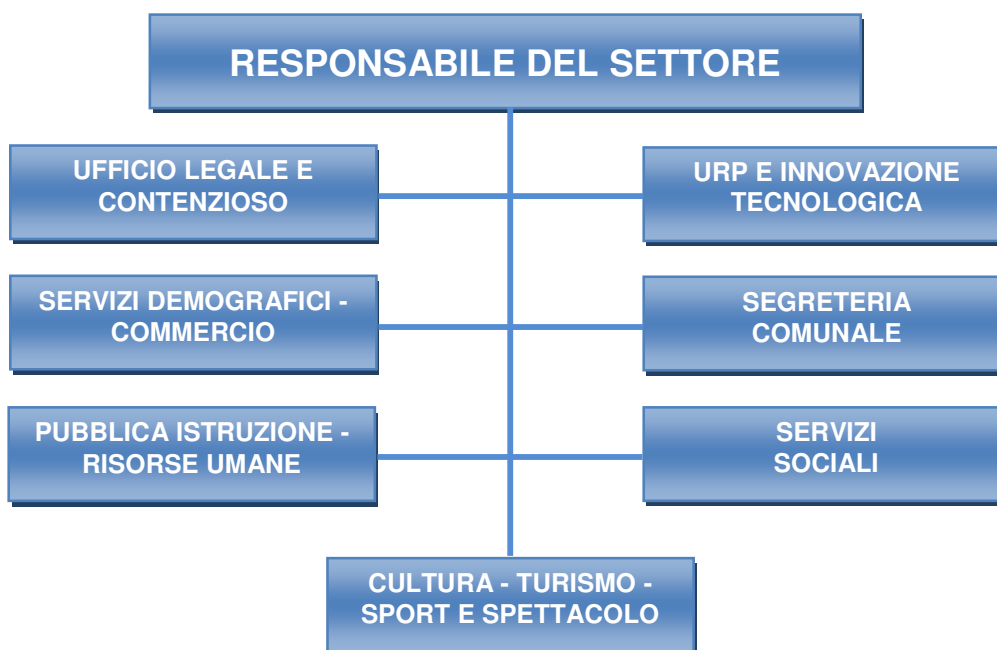 RESPONSABILE DEL SETTORE
UFFICIO LEGALE E
CONTENZIOSO
URP E INNOVAZIONE
TECNOLOGICA
SERVIZI DEMOGRAFICI -
COMMERCIO
SEGRETERIA
COMUNALE
PUBBLICA ISTRUZIONE -
RISORSE UMANE
SERVIZI
SOCIALI
CULTURA - TURISMO -
SPORT E SPETTACOLO